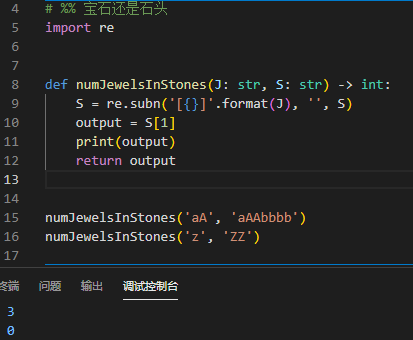 4 # %% 宝石还是石头
5 import re
6
7
8 def numJewelsInStones(J: str, S: str) -> int:
9     S = re.subn('[{}]'.format(J), '', S)
10     output = S[1]
11     print(output)
12     return output
13
14
15 numJewelsInStones('aA', 'aAAbbbb')
16 numJewelsInStones('z', 'ZZ')
17
终端 问题 输出 调试控制台
3
0